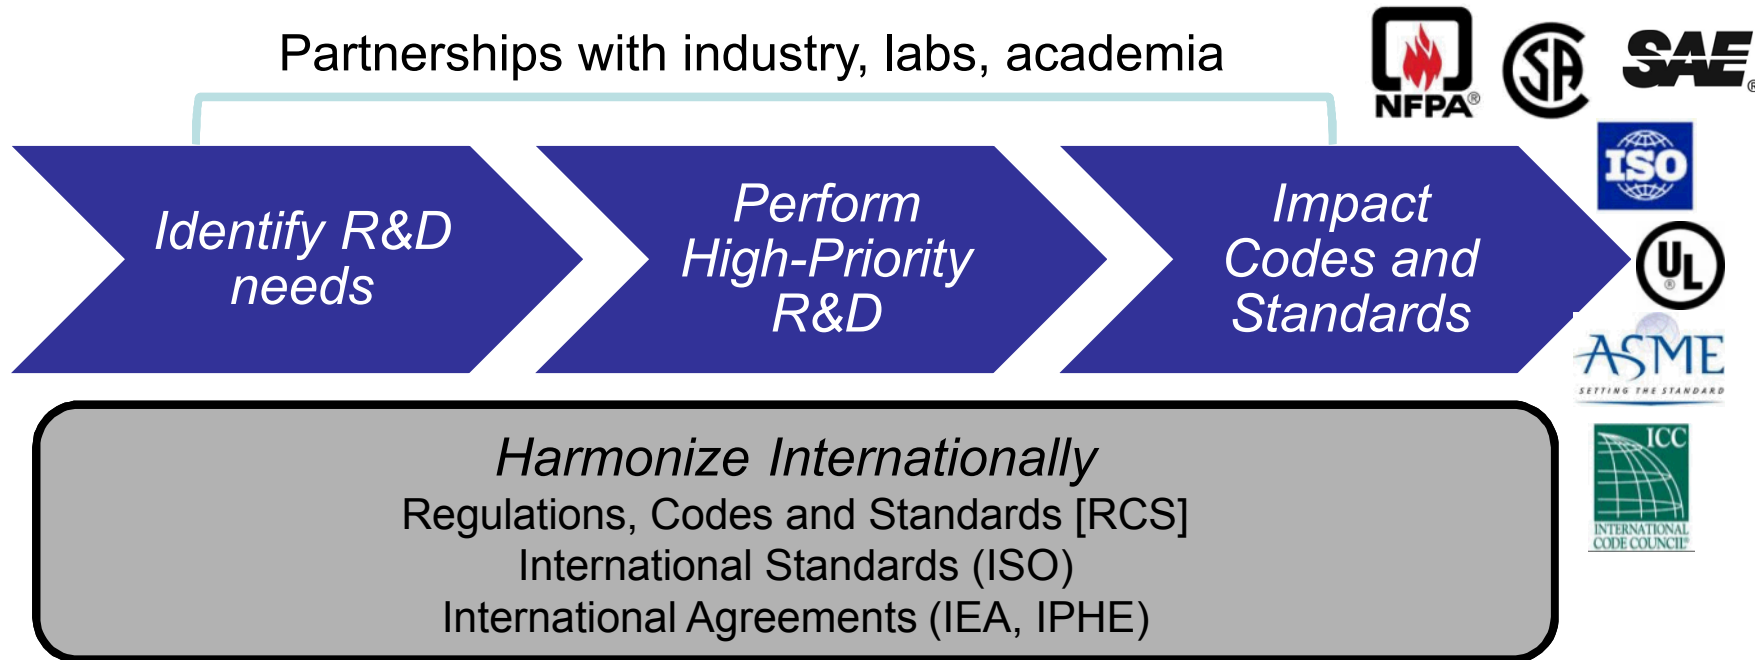 Partnerships with industry, labs, academia
NFPA®
SA
SAE®
ISO
Identify R&D
needs
Perform
High-Priority
R&D
Impact
Codes and
Standards
UL®
ASME
SETTING THE STANDARD
Harmonize Internationally
Regulations, Codes and Standards [RCS]
International Standards (ISO)
International Agreements (IEA, IPHE)
ICC
INTERNATIONAL
CODE COUNCIL®